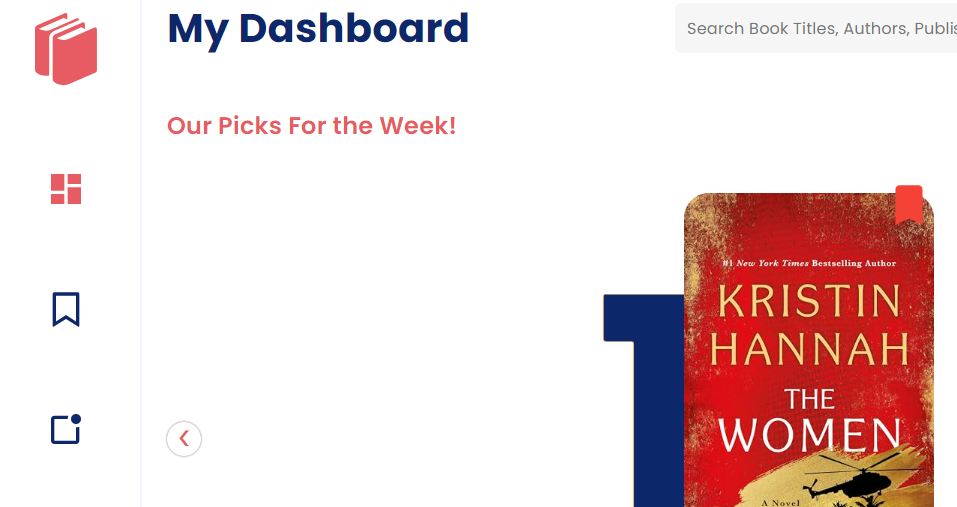 My Dashboard
Search Book Titles, Authors, Publis
Our Picks For the Week!
1
#1 New York Times Bestselling Author
KRISTIN
HANNAH
THE
WOMEN
A Novel